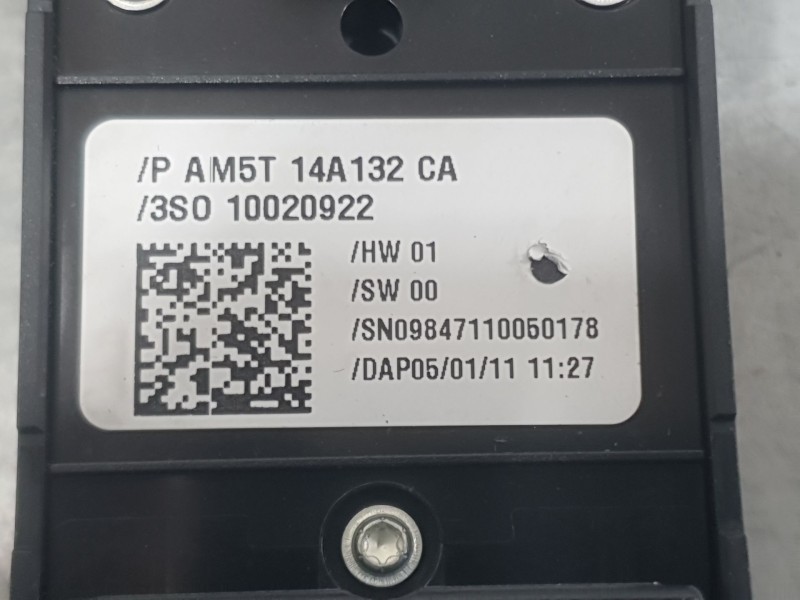 /P AM5T 14A132 CA
/3SO 10020922
/HW 01
/SW 00
/SN09847110050178
/DAP05/01/11 11:27